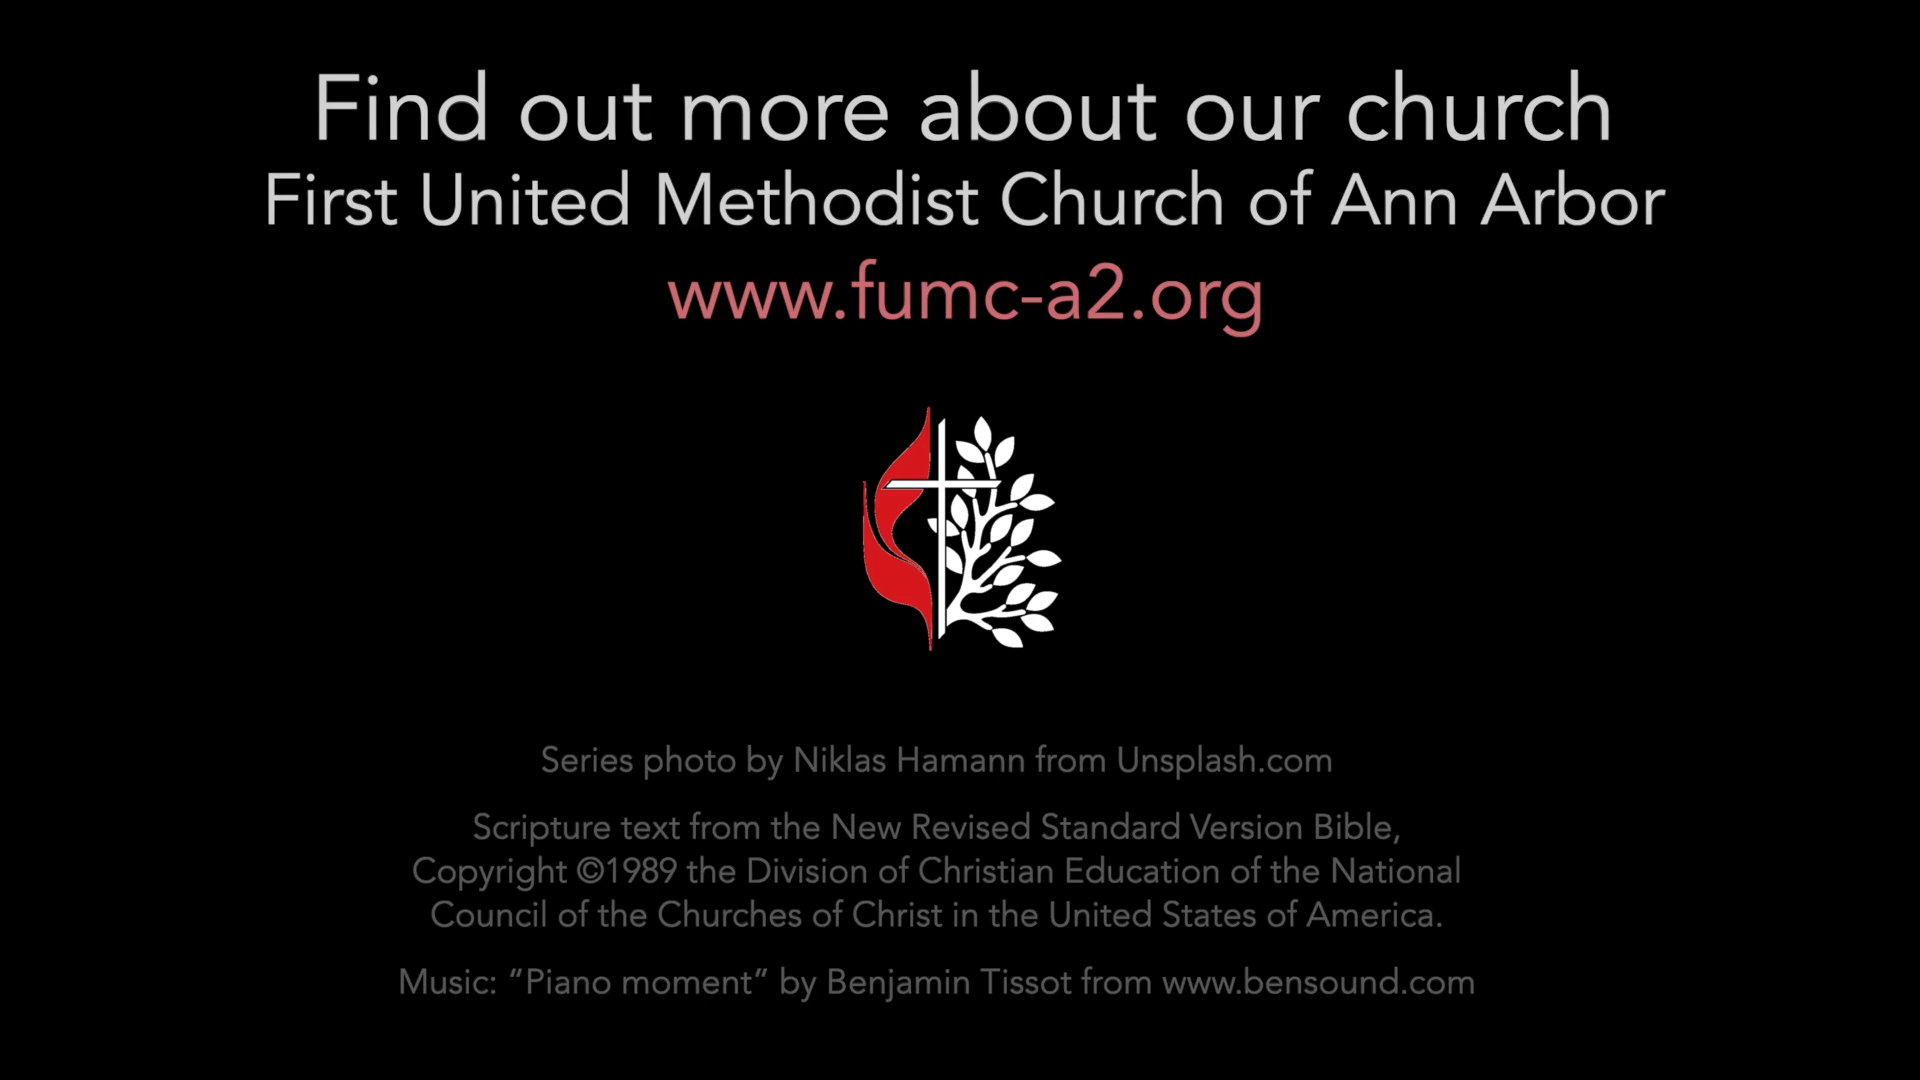 Find out more about our church
First United Methodist Church of Ann Arbor
www.fumc-a2.org
Series photo by Niklas Hamann from Unsplash.com
Scripture text from the New Revised Standard Version Bible,
Copyright ©1989 the Division of Christian Education of the National
Council of the Churches of Christ in the United States of America.
Music: “Piano moment” by Benjamin Tissot from www.bensound.com